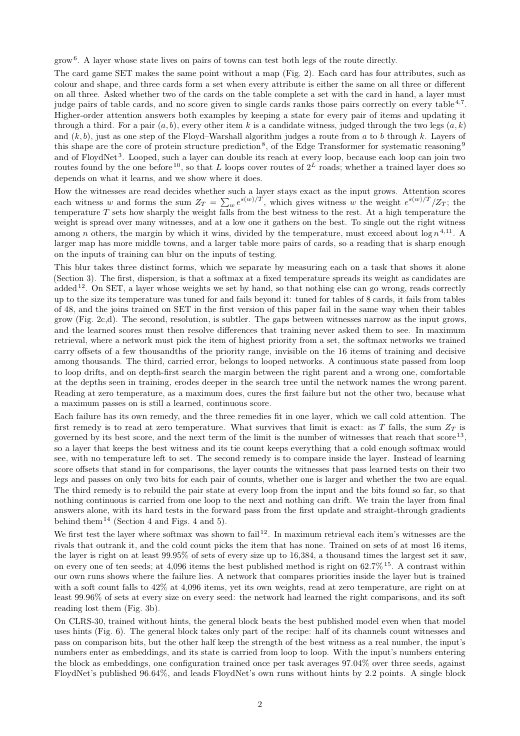 grow⁶. A layer whose state lives on pairs of towns can test both legs of the route directly.
The card game SET makes the same point without a map (Fig. 2). Each card has four attributes, such as
colour and shape, and three cards form a set when every attribute is either the same on all three or different
on all three. Asked whether two of the cards on the table complete a set with the card in hand, a layer must
judge pairs of table cards, and no score given to single cards ranks those pairs correctly on every table⁴,⁷.
Higher-order attention answers both examples by keeping a state for every pair of items and updating it
through a third. For a pair (a, b), every other item k is a candidate witness, judged through the two legs (a, k)
and (k, b), just as one step of the Floyd–Warshall algorithm judges a route from a to b through k. Layers of
this shape are the core of protein structure prediction⁸, of the Edge Transformer for systematic reasoning⁹
and of FloydNet⁵. Looped, such a layer can double its reach at every loop, because each loop can join two
routes found by the one before¹⁰, so that L loops cover routes of 2ᴸ roads; whether a trained layer does so
depends on what it learns, and we show where it does.
How the witnesses are read decides whether such a layer stays exact as the input grows. Attention scores
each witness w and forms the sum Z_T = ∑_w e^{s(w)/T}, which gives witness w the weight e^{s(w)/T}/Z_T; the
temperature T sets how sharply the weight falls from the best witness to the rest. At a high temperature the
weight is spread over many witnesses, and at a low one it gathers on the best. To single out the right witness
among n others, the margin by which it wins, divided by the temperature, must exceed about log n⁴,¹¹. A
larger map has more middle towns, and a larger table more pairs of cards, so a reading that is sharp enough
on the inputs of training can blur on the inputs of testing.
This blur takes three distinct forms, which we separate by measuring each on a task that shows it alone
(Section 3). The first, dispersion, is that a softmax at a fixed temperature spreads its weight as candidates are
added¹². On SET, a layer whose weights we set by hand, so that nothing else can go wrong, reads correctly
up to the size its temperature was tuned for and fails beyond it: tuned for tables of 8 cards, it fails from tables
of 48, and the joins trained on SET in the first version of this paper fail in the same way when their tables
grow (Fig. 2c,d). The second, resolution, is subtler. The gaps between witnesses narrow as the input grows,
and the learned scores must then resolve differences that training never asked them to see. In maximum
retrieval, where a network must pick the item of highest priority from a set, the softmax networks we trained
carry offsets of a few thousandths of the priority range, invisible on the 16 items of training and decisive
among thousands. The third, carried error, belongs to looped networks. A continuous state passed from loop
to loop drifts, and on depth-first search the margin between the right parent and a wrong one, comfortable
at the depths seen in training, erodes deeper in the search tree until the network names the wrong parent.
Reading at zero temperature, as a maximum does, cures the first failure but not the other two, because what
a maximum passes on is still a learned, continuous score.
Each failure has its own remedy, and the three remedies fit in one layer, which we call cold attention. The
first remedy is to read at zero temperature. What survives that limit is exact: as T falls, the sum Z_T is
governed by its best score, and the next term of the limit is the number of witnesses that reach that score¹³,
so a layer that keeps the best witness and its tie count keeps everything that a cold enough softmax would
see, with no temperature left to set. The second remedy is to compare inside the layer. Instead of learning
score offsets that stand in for comparisons, the layer counts the witnesses that pass learned tests on their two
legs and passes on only two bits for each pair of counts, whether one is larger and whether the two are equal.
The third remedy is to rebuild the pair state at every loop from the input and the bits found so far, so that
nothing continuous is carried from one loop to the next and nothing can drift. We train the layer from final
answers alone, with its hard tests in the forward pass from the first update and straight-through gradients
behind them¹⁴ (Section 4 and Figs. 4 and 5).
We first test the layer where softmax was shown to fail¹². In maximum retrieval each item's witnesses are the
rivals that outrank it, and the cold count picks the item that has none. Trained on sets of at most 16 items,
the layer is right on at least 99.95% of sets of every size up to 16,384, a thousand times the largest set it saw,
on every one of ten seeds; at 4,096 items the best published method is right on 62.7%¹⁵. A contrast within
our own runs shows where the failure lies. A network that compares priorities inside the layer but is trained
with a soft count falls to 42% at 4,096 items, yet its own weights, read at zero temperature, are right on at
least 99.96% of sets at every size on every seed: the network had learned the right comparisons, and its soft
reading lost them (Fig. 3b).
On CLRS-30, trained without hints, the general block beats the best published model even when that model
uses hints (Fig. 6). The general block takes only part of the recipe: half of its channels count witnesses and
pass on comparison bits, but the other half keep the strength of the best witness as a real number, the input's
numbers enter as embeddings, and its state is carried from loop to loop. With the input's numbers entering
the block as embeddings, one configuration trained once per task averages 97.04% over three seeds, against
FloydNet's published 96.64%, and leads FloydNet's own runs without hints by 2.2 points. A single block
2